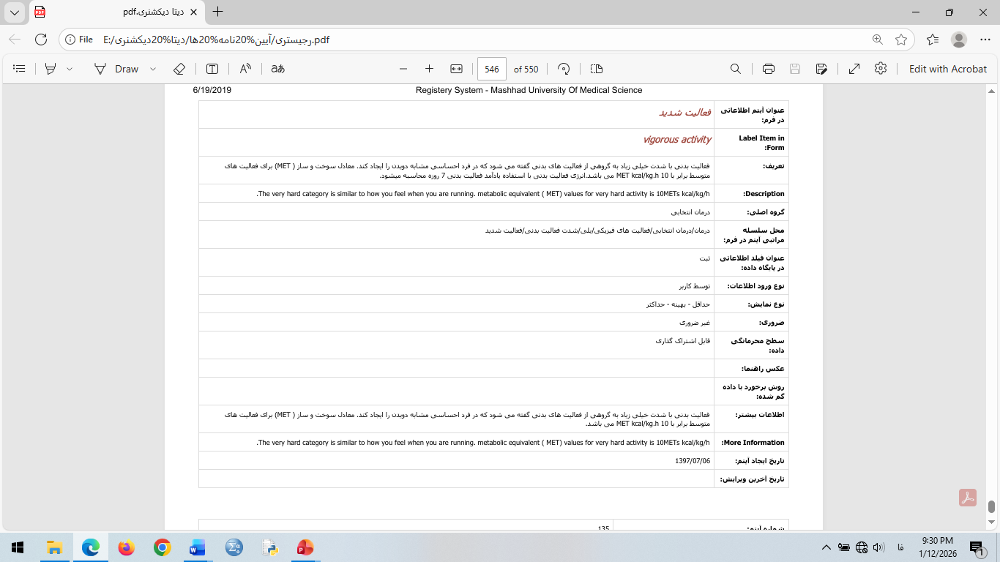 دیتا دیکشنری.pdf
File
E:/رجیستری/آیین%20نامه%20ها/دیتا%20دیکشنری.pdf
Draw
546 of 550
Edit with Acrobat
6/19/2019
Registery System - Mashhad University Of Medical Science
عنوان آیتم اطلاعاتی در فرم:
فعالیت شدید
Label Item in Form:
vigorous activity
تعریف:
فعالیت بدنی با شدت خیلی زیاد به گروهی از فعالیت های بدنی گفته می شود که در فرد احساسی مشابه دویدن را ایجاد کند. معادل سوخت و ساز ( MET) برای فعالیت های
متوسط برابر با 10 MET kcal/kg.h می باشد.انرژی فعالیت بدنی با استفاده یادآمد فعالیت بدنی 7 روزه محاسبه میشود.
Description:
The very hard category is similar to how you feel when you are running. metabolic equivalent ( MET) values for very hard activity is 10METs kcal/kg/h.
گروه اصلی:
درمان انتخابی
محل سلسله مراتبی آیتم در فرم:
درمان/درمان انتخابی/فعالیت های فیزیکی/بلی/شدت فعالیت بدنی/فعالیت شدید
عنوان فیلد اطلاعاتی در پایگاه داده:
ثبت
نوع ورود اطلاعات:
توسط کاربر
نوع نمایش:
حداقل - بهینه - حداکثر
ضروری:
غیر ضروری
سطح محرمانگی داده:
قابل اشتراک گذاری
عکس راهنما:
روش برخورد با داده گم شده:
اطلاعات بیشتر:
فعالیت بدنی با شدت خیلی زیاد به گروهی از فعالیت های بدنی گفته می شود که در فرد احساسی مشابه دویدن را ایجاد کند. معادل سوخت و ساز ( MET) برای فعالیت های
متوسط برابر با 10 MET kcal/kg.h می باشد.
More Information:
The very hard category is similar to how you feel when you are running. metabolic equivalent ( MET) values for very hard activity is 10METs kcal/kg/h.
تاریخ ایجاد آیتم:
1397/07/06
تاریخ آخرین ویرایش:
شماره آیتم:
135
فا
9:30 PM
1/12/2026
1